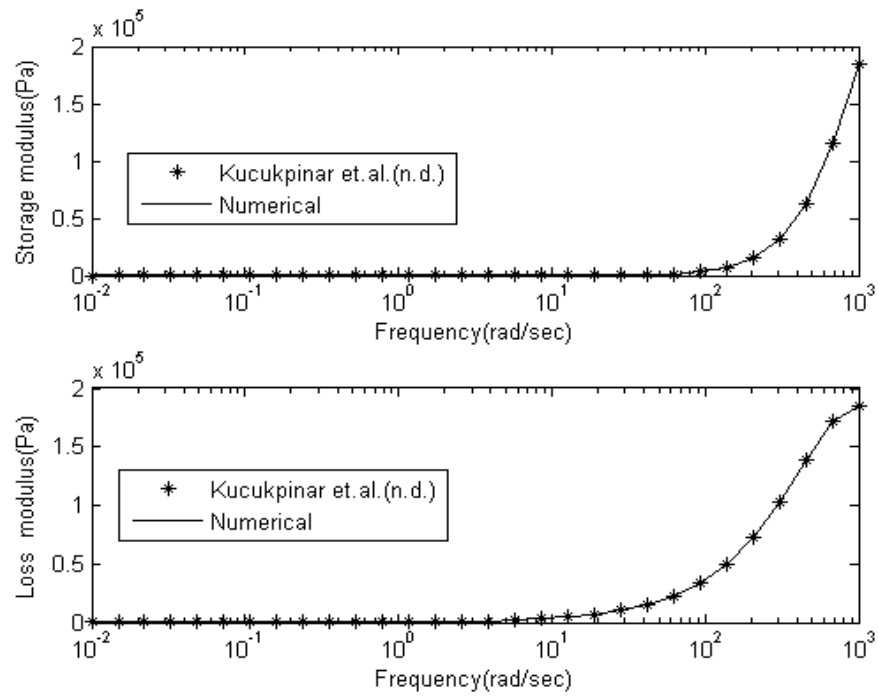 x 10^5
2
1.5
1
0.5
0
Storage modulus(Pa)
Kucukpinar et.al.(n.d.)
Numerical
10^-2 10^-1 10^0 10^1 10^2 10^3
Frequency(rad/sec)
x 10^5
2
1.5
1
0.5
0
Loss modulus(Pa)
Kucukpinar et.al.(n.d.)
Numerical
10^-2 10^-1 10^0 10^1 10^2 10^3
Frequency(rad/sec)